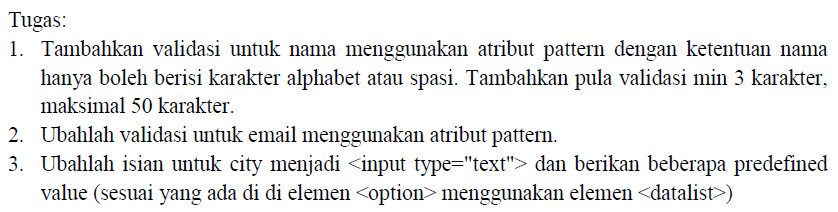 Tugas:
1. Tambahkan validasi untuk nama menggunakan atribut pattern dengan ketentuan nama
hanya boleh berisi karakter alphabet atau spasi. Tambahkan pula validasi min 3 karakter,
maksimal 50 karakter.
2. Ubahlah validasi untuk email menggunakan atribut pattern.
3. Ubahlah isian untuk city menjadi <input type="text"> dan berikan beberapa predefined
value (sesuai yang ada di di elemen <option> menggunakan elemen <datalist>)